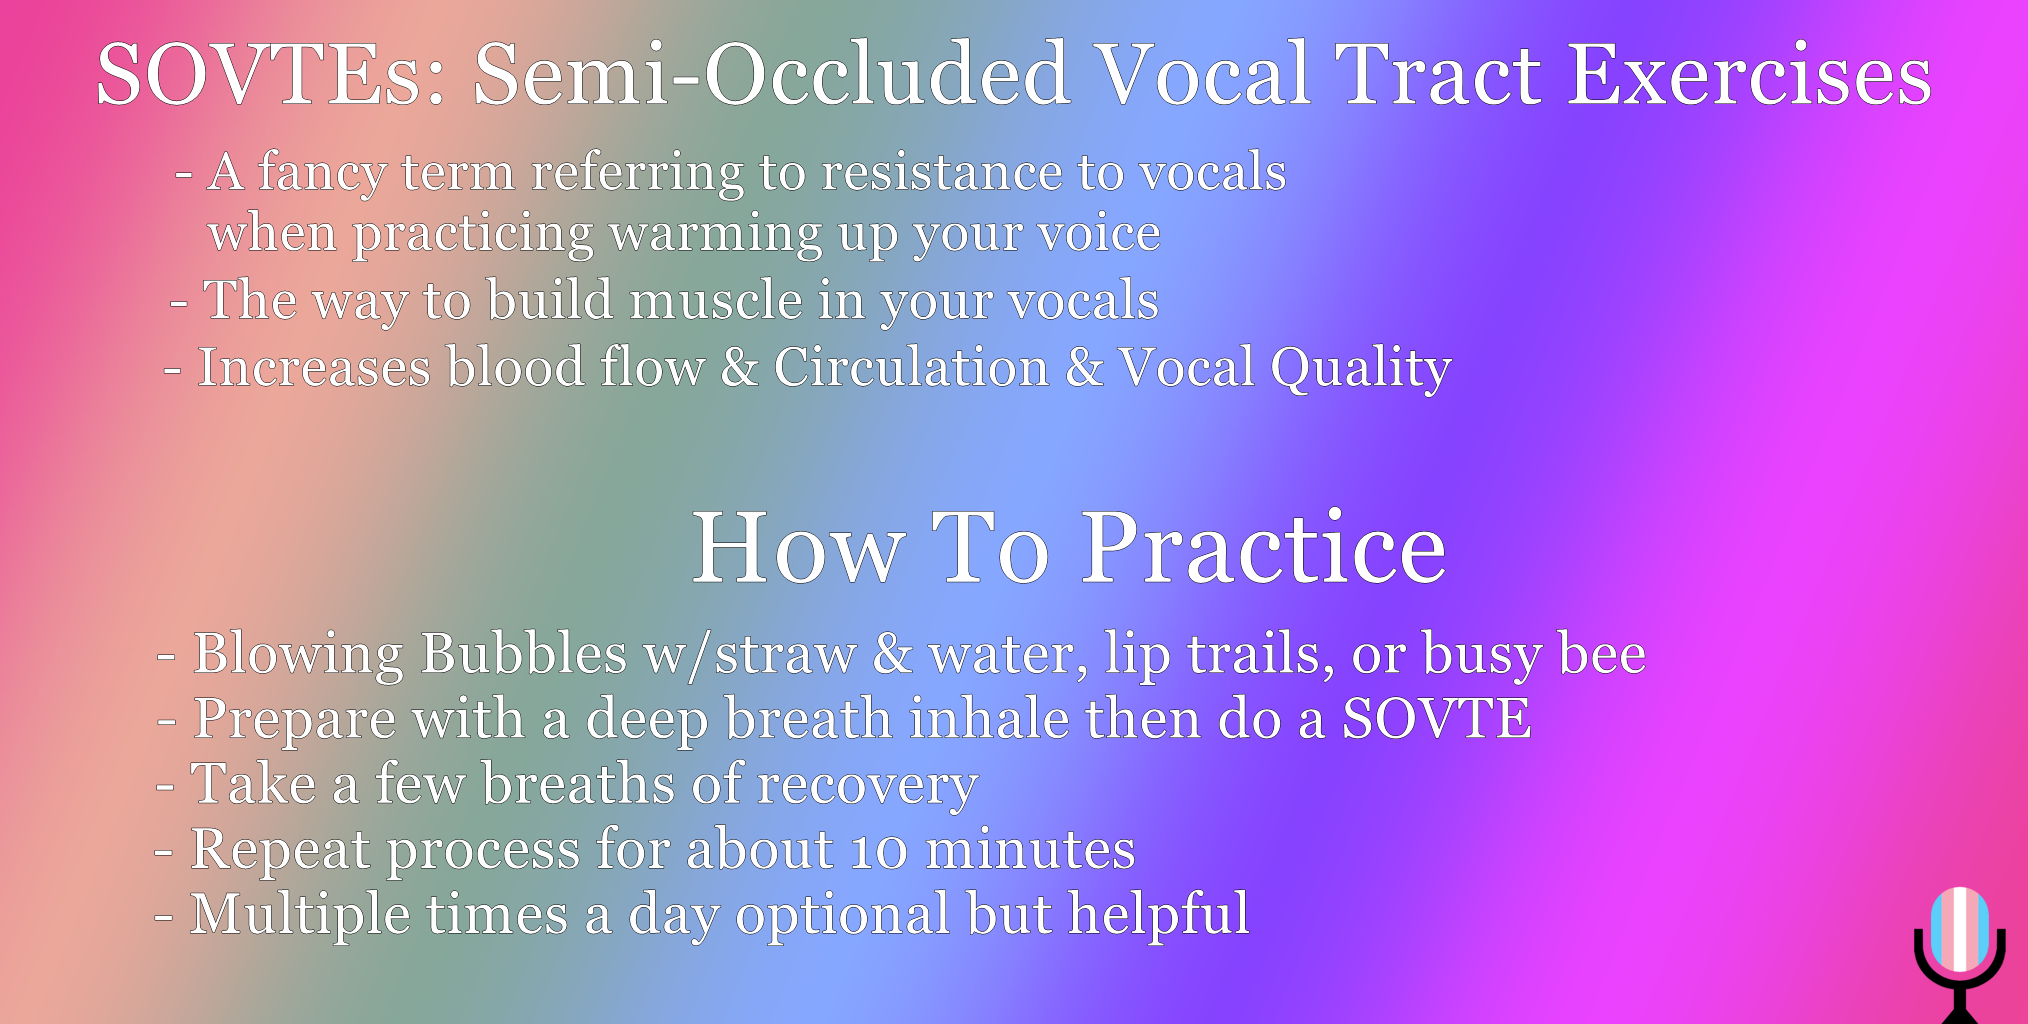 SOVTEs: Semi-Occluded Vocal Tract Exercises
- A fancy term referring to resistance to vocals
when practicing warming up your voice
- The way to build muscle in your vocals
- Increases blood flow & Circulation & Vocal Quality
How To Practice
- Blowing Bubbles w/straw & water, lip trails, or busy bee
- Prepare with a deep breath inhale then do a SOVTE
- Take a few breaths of recovery
- Repeat process for about 10 minutes
- Multiple times a day optional but helpful